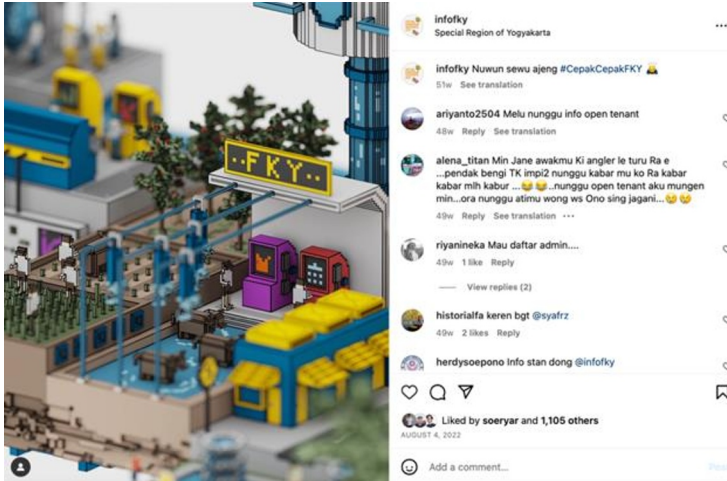 ··FKY··
infofky
Special Region of Yogyakarta
infofky Nuwun sewu ajeng #CepakCepakFKY
51w See translation
ariyanto2504 Melu nunggu info open tenant
48w Reply See translation
alena_titan Min Jane awakmu Ki angler le turu Ra e
...pendak bengi TK impi2 nunggu kabar mu ko Ra kabar
kabar mlh kabur ...😂😂..nunggu open tenant aku mungen
min...ora nunggu atimu wong ws Ono sing jagani...😂😂
49w Reply See translation
riyanineka Mau daftar admin....
49w 1 like Reply
View replies (2)
historialfa keren bgt @syafrz
49w 2 likes Reply
herdysoepono Info stan dong @infofky
Liked by soeryar and 1,105 others
AUGUST 4, 2022
Add a comment...
Post